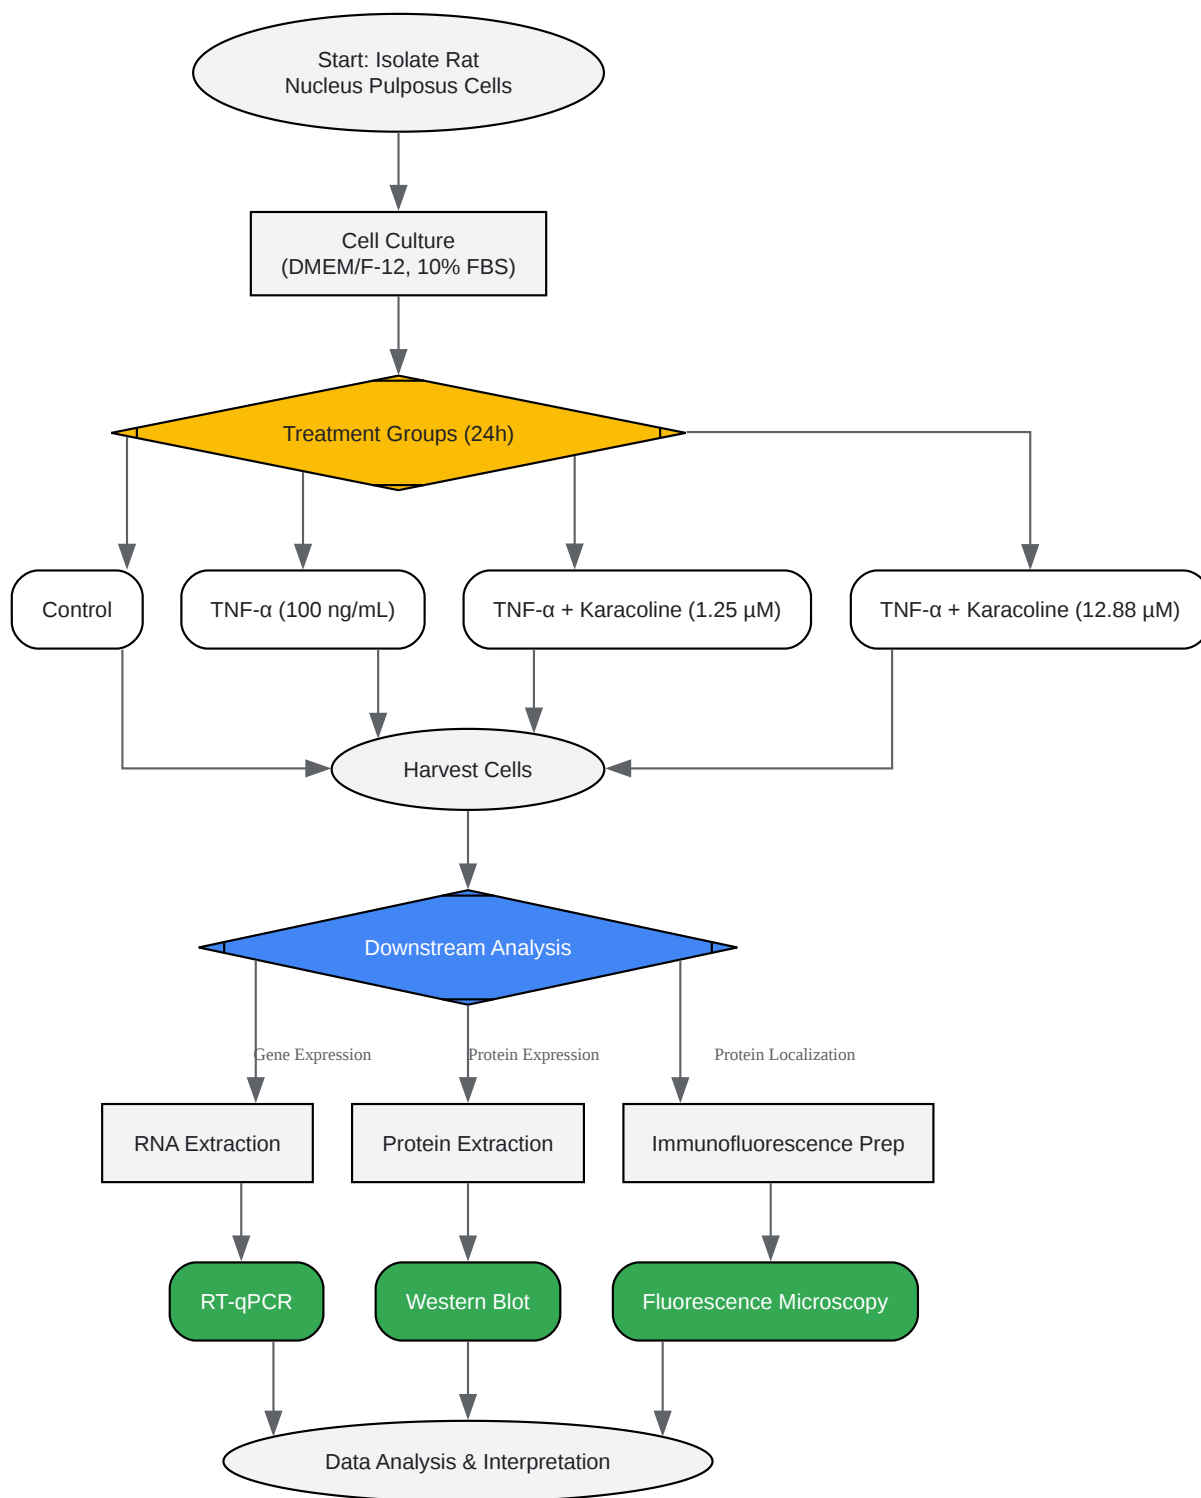 Start: Isolate Rat
Nucleus Pulposus Cells
Cell Culture
(DMEM/F-12, 10% FBS)
Treatment Groups (24h)
Control
TNF-α (100 ng/mL)
TNF-α + Karacoline (1.25 µM)
TNF-α + Karacoline (12.88 µM)
Harvest Cells
Downstream Analysis
Gene Expression
Protein Expression
Protein Localization
RNA Extraction
Protein Extraction
Immunofluorescence Prep
RT-qPCR
Western Blot
Fluorescence Microscopy
Data Analysis & Interpretation